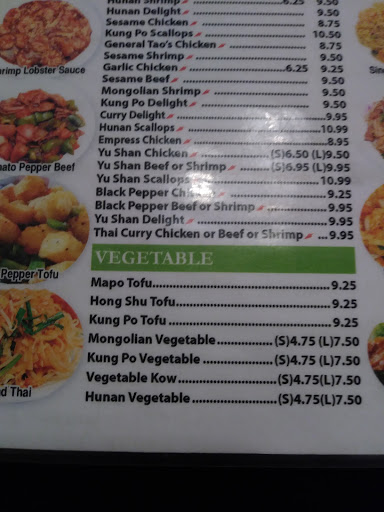 Hunan Shrimp 6.25 9.50
Hunan Delight 9.50
Sesame Chicken 8.75
Kung Po Scallops 10.50
General Tao's Chicken 8.75
Sesame Shrimp 9.50
Garlic Chicken 6.25 9.25
Sesame Beef 9.50
Mongolian Shrimp 9.50
Kung Po Delight 9.50
Curry Delight 9.95
Hunan Scallops 10.99
Empress Chicken 8.95
Yu Shan Chicken (S)6.50 (L)9.50
Yu Shan Beef or Shrimp (S)6.95 (L)9.95
Yu Shan Scallops 10.99
Black Pepper Chicken 9.25
Black Pepper Beef or Shrimp 9.95
Yu Shan Delight 9.95
Thai Curry Chicken or Beef or Shrimp ... 9.95
VEGETABLE
Mapo Tofu 9.25
Hong Shu Tofu 9.25
Kung Po Tofu 9.25
Mongolian Vegetable (S)4.75 (L)7.50
Kung Po Vegetable (S)4.75 (L)7.50
Vegetable Kow (S)4.75(L)7.50
Hunan Vegetable (S)4.75(L)7.50
hrimp Lobster Sauce
ato Pepper Beef
Pepper Tofu
d Thai